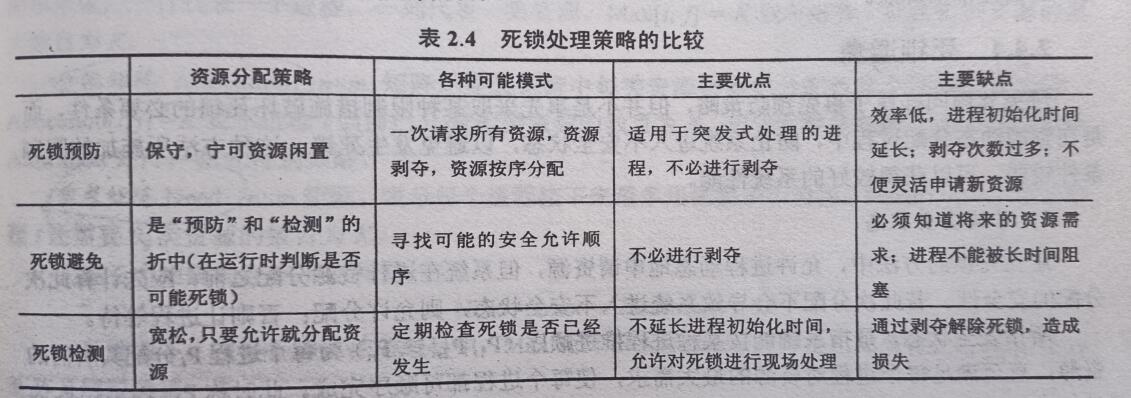 表 2.4 死锁处理策略的比较
资源分配策略 各种可能模式 主要优点 主要缺点
死锁预防
保守，宁可资源闲置
一次请求所有资源，资源
剥夺，资源按序分配
适用于突发式处理的进
程，不必进行剥夺
效率低，进程初始化时间
延长；剥夺次数过多；不
便灵活申请新资源
死锁避免
是“预防”和“检测”的
折中（在运行时判断是否
可能死锁）
寻找可能的安全允许顺
序
不必进行剥夺
必须知道将来的资源需
求；进程不能被长时间阻
塞
死锁检测
宽松，只要允许就分配资
源
定期检查死锁是否已经
发生
不延长进程初始化时间，
允许对死锁进行现场处理
通过剥夺解除死锁，造成
损失